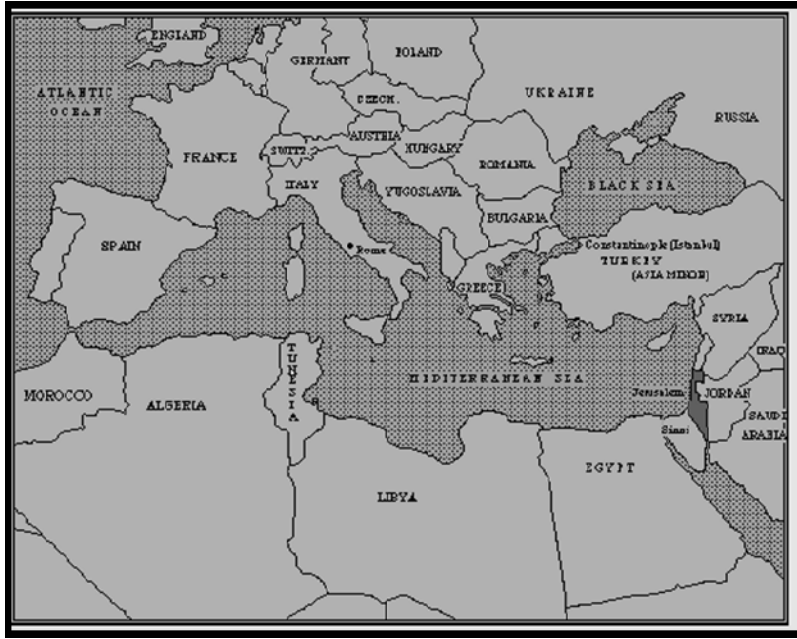 ENGLAND
GERMANY
POLAND
ATLANTIC
OCEAN
CZECH.
UKRAINE
RUSSIA
AUSTRIA
SWITT.
HUNGARY
FRANCE
ROMANIA
ITALY
YUGOSLAVIA
BLACK SEA
BULGARIA
SPAIN
Rome
Constantinople (Istanbul)
TURKEY
(ASIA MINOR)
GREECE
SYRIA
TUNISIA
IRAQ
MEDITERRANEAN SEA
MOROCCO
Jerusalem
JORDAN
ALGERIA
SAUDI
ARABIA
Sinai
EGYPT
LIBYA